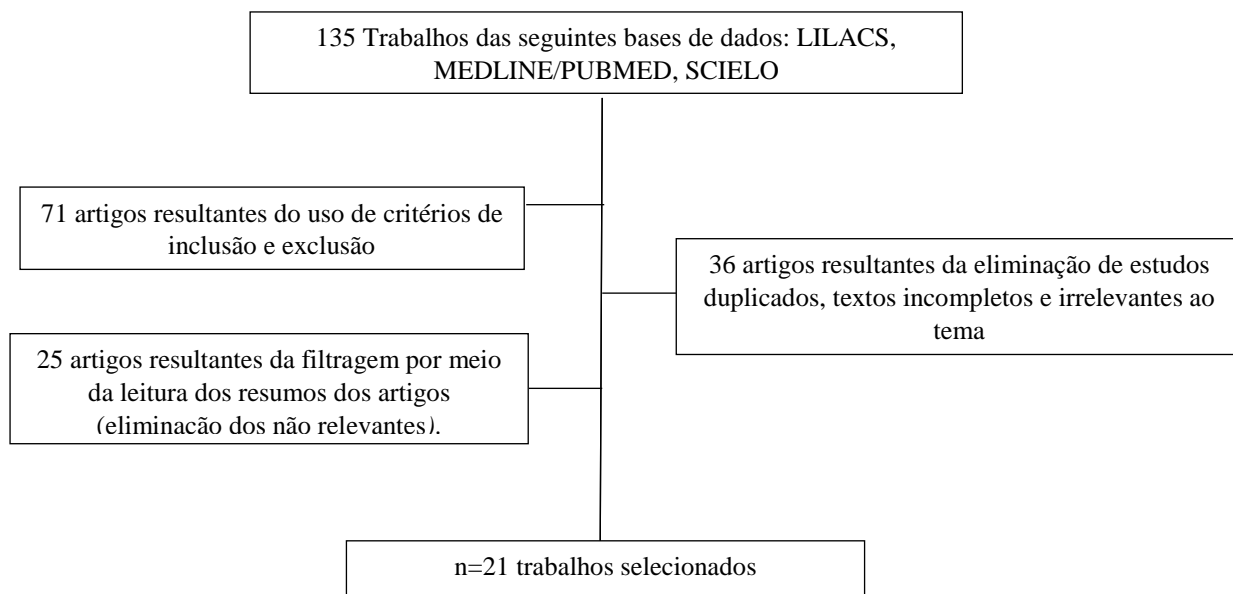 135 Trabalhos das seguintes bases de dados: LILACS,
MEDLINE/PUBMED, SCIELO
71 artigos resultantes do uso de critérios de
inclusão e exclusão
36 artigos resultantes da eliminação de estudos
duplicados, textos incompletos e irrelevantes ao
tema
25 artigos resultantes da filtragem por meio
da leitura dos resumos dos artigos
(eliminação dos não relevantes).
n=21 trabalhos selecionados